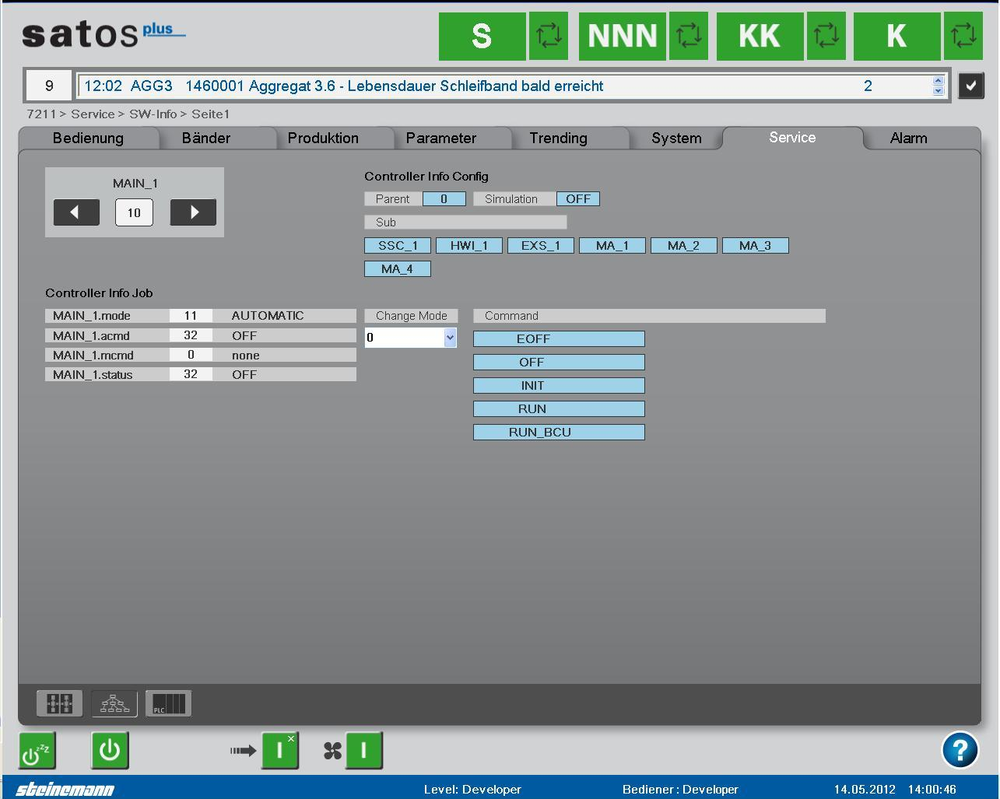 satos plus
S NNN KK K
9 12:02 AGG3 1460001 Aggregat 3.6 - Lebensdauer Schleifband bald erreicht 2
7211 > Service > SW-Info > Seite1
Bedienung Bänder Produktion Parameter Trending System Service Alarm
MAIN_1
10
Controller Info Config
Parent 0 Simulation OFF
Sub
SSC_1 HWI_1 EXS_1 MA_1 MA_2 MA_3
MA_4
Controller Info Job
MAIN_1.mode 11 AUTOMATIC
MAIN_1.acmd 32 OFF
MAIN_1.mcmd 0 none
MAIN_1.status 32 OFF
Change Mode
0
Command
EOFF
OFF
INIT
RUN
RUN_BCU
PLC
zzz
I x I ?
steinemann Level: Developer Bediener : Developer 14.05.2012 14:00:46